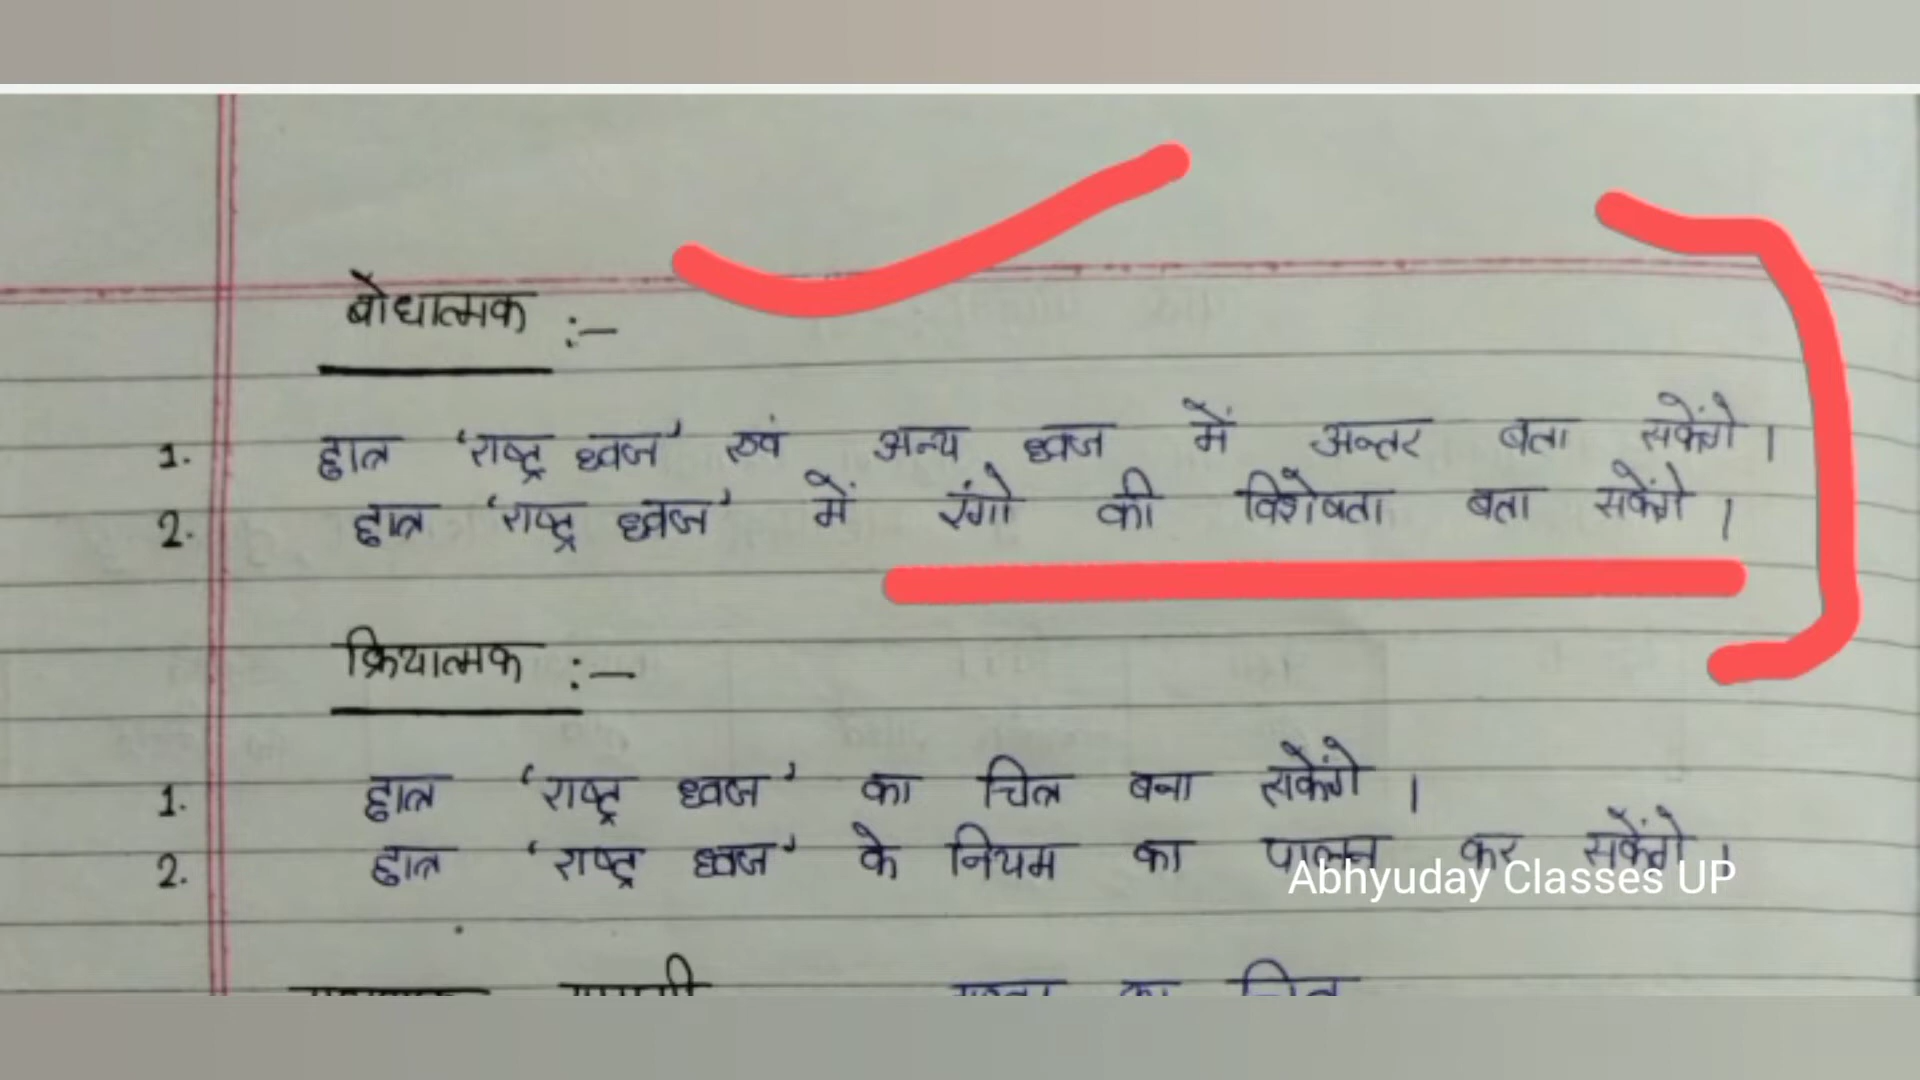 बोधात्मक :-
1. छात्र 'राष्ट्र ध्वज' एवं अन्य ध्वज में अन्तर बता सकेंगे।
2. छात्र 'राष्ट्र ध्वज' में रंगो की विशेषता बता सकेंगे।
क्रियात्मक :-
1. छात्र 'राष्ट्र ध्वज' का चित्र बना सकेंगे।
2. छात्र 'राष्ट्र ध्वज' के नियम का पालन कर सकेंगे।
Abhyuday Classes UP